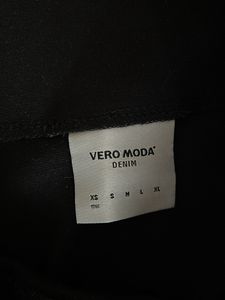 VERO MODA
DENIM
XS S M L XL